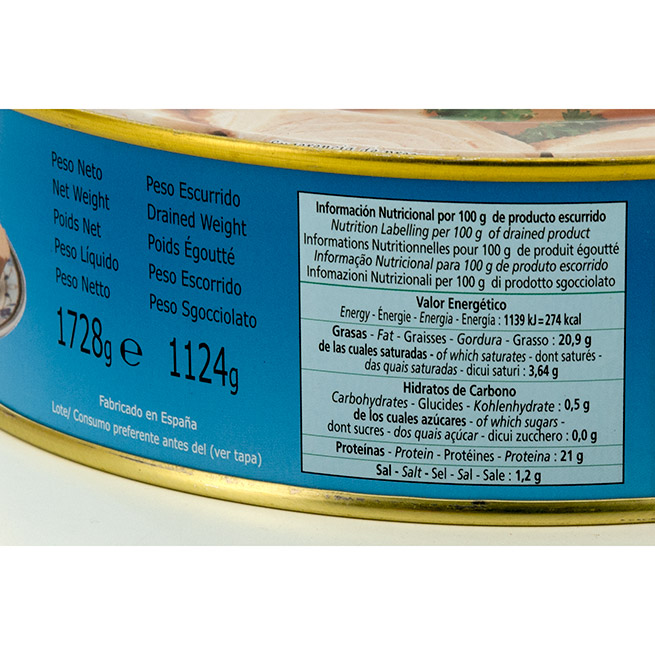 Peso Neto
Net Weight
Poids Net
Peso Líquido
Peso Netto
1728g e
Peso Escurrido
Drained Weight
Poids Égoutté
Peso Escorrido
Peso Sgocciolato
1124g
Fabricado en España
Lote/ Consumo preferente antes del (ver tapa)
Información Nutricional por 100 g de producto escurrido
Nutrition Labelling per 100 g of drained product
Informations Nutritionnelles pour 100 g de produit égoutté
Informação Nutricional para 100 g de produto escorrido
Infomazioni Nutrizionali per 100 g di prodotto sgocciolato
Valor Energético
Energy - Énergie - Energia - Energia : 1139 kJ = 274 kcal
Grasas - Fat - Graisses - Gordura - Grasso : 20,9 g
de las cuales saturadas - of which saturates - dont saturés -
das quais saturadas - dicui saturi : 3,64 g
Hidratos de Carbono
Carbohydrates - Glucides - Kohlenhydrate : 0,5 g
de los cuales azúcares - of which sugars -
dont sucres - dos quais açucar - dicui zucchero : 0,0 g
Proteínas - Protein - Protéines - Proteina : 21 g
Sal - Salt - Sel - Sal - Sale : 1,2 g